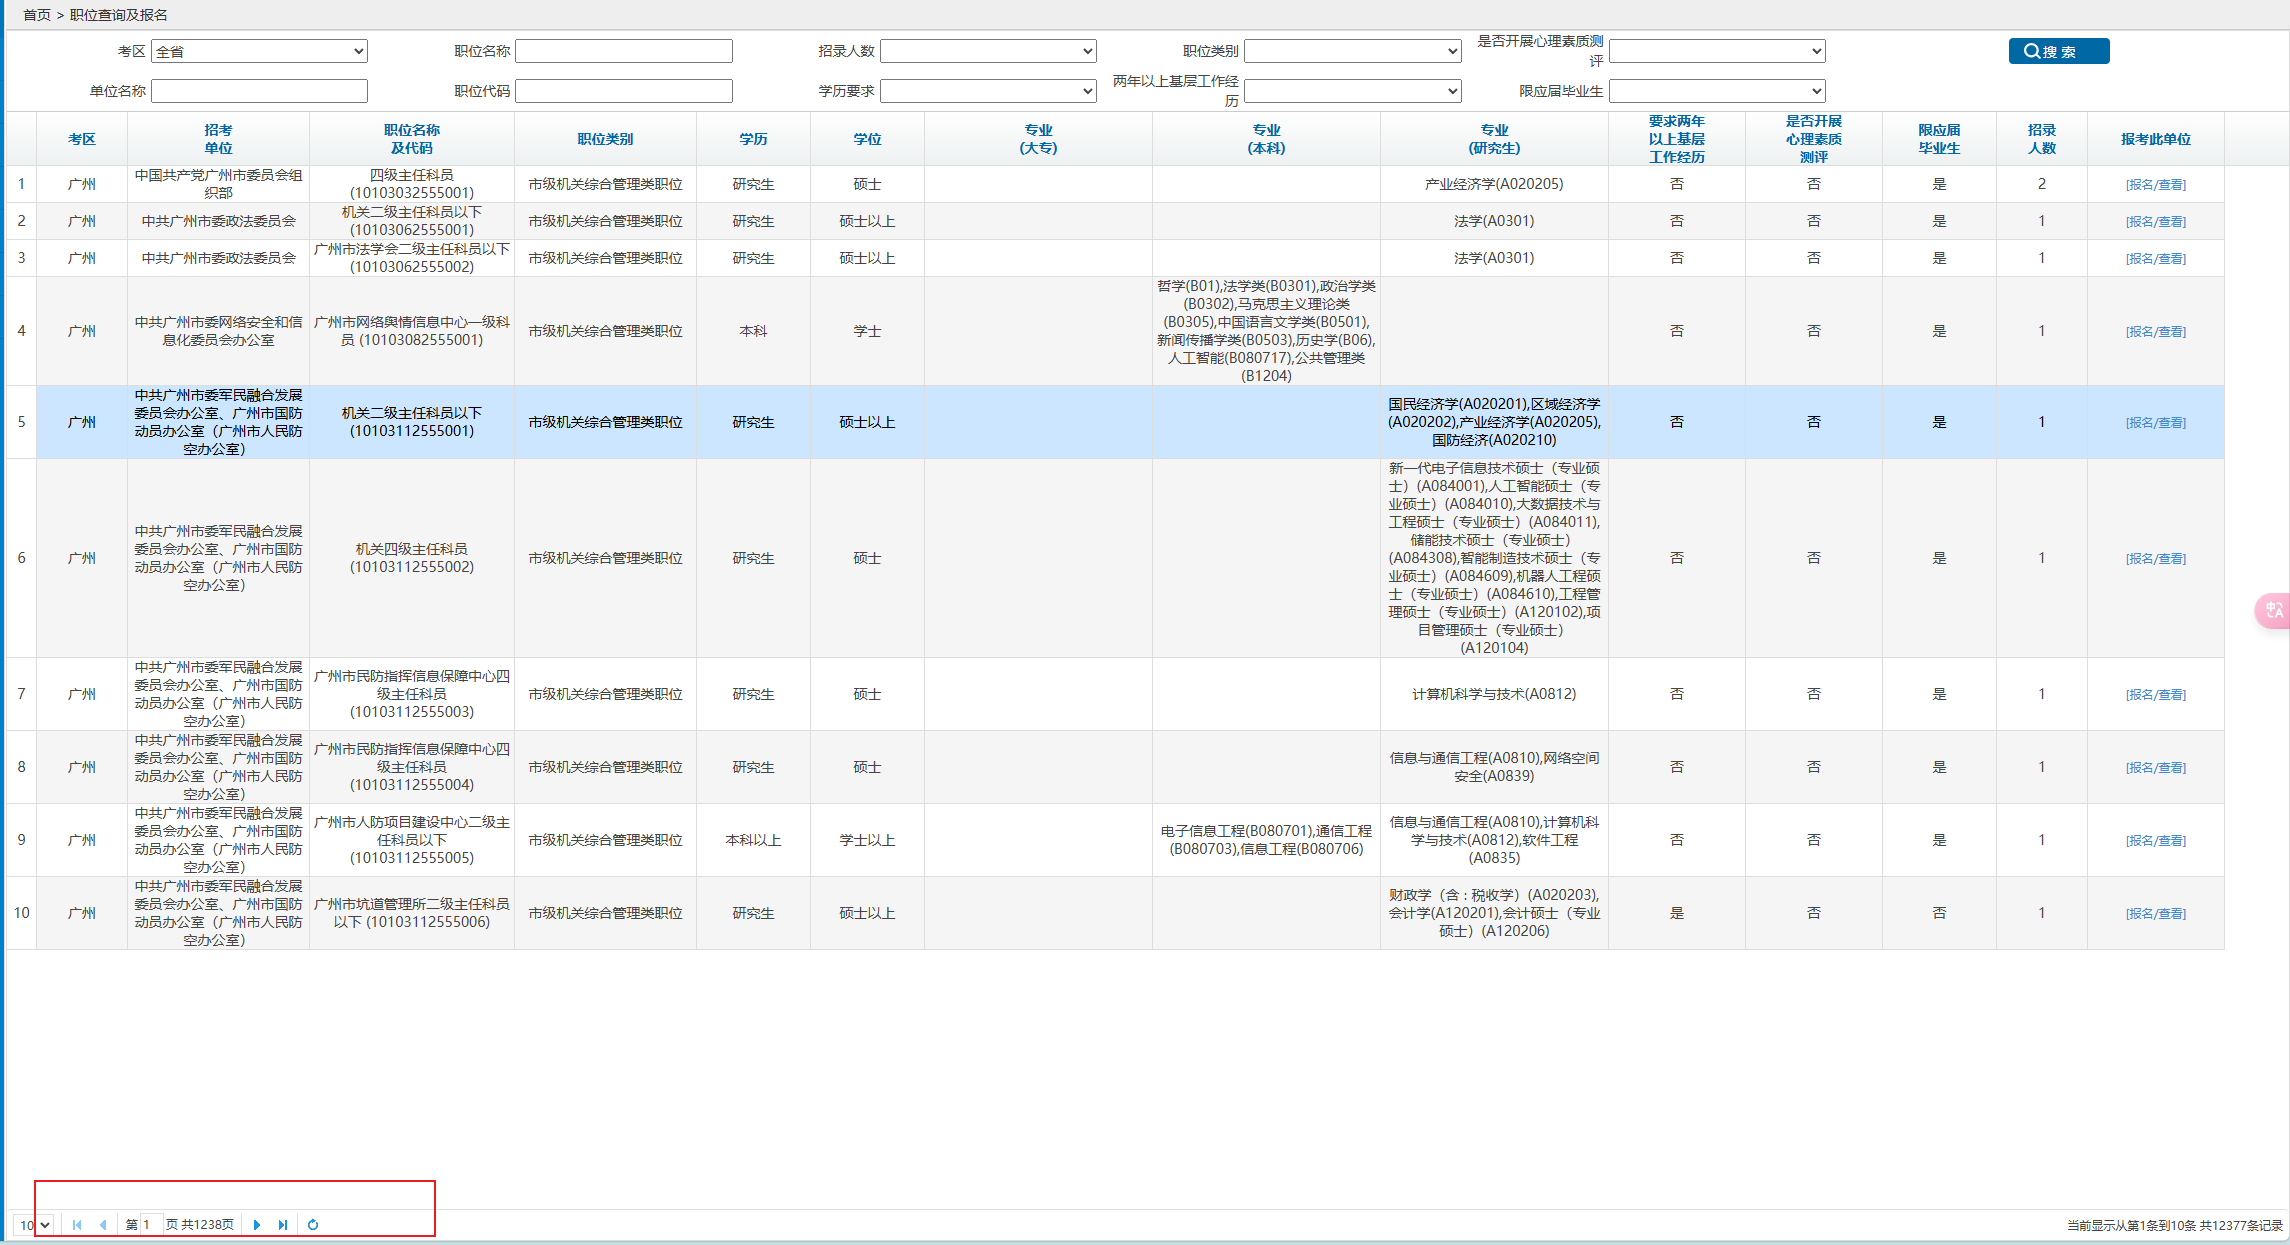 首页 > 职位查询及报名
考区 全省 职位名称 招录人数 职位类别 是否开展心理素质测评 搜 索
单位名称 职位代码 学历要求 两年以上基层工作经历 限应届毕业生
考区 招考单位 职位名称及代码 职位类别 学历 学位 专业(大专) 专业(本科) 专业(研究生) 要求两年以上基层工作经历 是否开展心理素质测评 限应届毕业生 招录人数 报考此单位
1 广州 中国共产党广州市委员会组织部 四级主任科员(10103032555001) 市级机关综合管理类职位 研究生 硕士 产业经济学(A020205) 否 否 是 2 [报名/查看]
2 广州 中共广州市委政法委员会 机关二级主任科员以下(10103062555001) 市级机关综合管理类职位 研究生 硕士以上 法学(A0301) 否 否 是 1 [报名/查看]
3 广州 中共广州市委政法委员会 广州市法学会二级主任科员以下(10103062555002) 市级机关综合管理类职位 研究生 硕士以上 法学(A0301) 否 否 是 1 [报名/查看]
4 广州 中共广州市委网络安全和信息化委员会办公室 广州市网络舆情信息中心一级科员 (10103082555001) 市级机关综合管理类职位 本科 学士 哲学(B01),法学类(B0301),政治学类(B0302),马克思主义理论类(B0305),中国语言文学类(B0501),新闻传播学类(B0503),历史学(B06),人工智能(B080717),公共管理类(B1204) 否 否 是 1 [报名/查看]
5 广州 中共广州市委军民融合发展委员会办公室、广州市国防动员办公室（广州市人民防空办公室） 机关二级主任科员以下(10103112555001) 市级机关综合管理类职位 研究生 硕士以上 国民经济学(A020201),区域经济学(A020202),产业经济学(A020205),国防经济(A020210) 否 否 是 1 [报名/查看]
6 广州 中共广州市委军民融合发展委员会办公室、广州市国防动员办公室（广州市人民防空办公室） 机关四级主任科员(10103112555002) 市级机关综合管理类职位 研究生 硕士 新一代电子信息技术硕士（专业硕士）(A084001),人工智能硕士（专业硕士）(A084010),大数据技术与工程硕士（专业硕士）(A084011),储能技术硕士（专业硕士）(A084308),智能制造技术硕士（专业硕士）(A084609),机器人工程硕士（专业硕士）(A084610),工程管理硕士（专业硕士）(A120102),项目管理硕士（专业硕士）(A120104) 否 否 是 1 [报名/查看]
7 广州 中共广州市委军民融合发展委员会办公室、广州市国防动员办公室（广州市人民防空办公室） 广州市民防指挥信息保障中心四级主任科员(10103112555003) 市级机关综合管理类职位 研究生 硕士 计算机科学与技术(A0812) 否 否 是 1 [报名/查看]
8 广州 中共广州市委军民融合发展委员会办公室、广州市国防动员办公室（广州市人民防空办公室） 广州市民防指挥信息保障中心四级主任科员(10103112555004) 市级机关综合管理类职位 研究生 硕士 信息与通信工程(A0810),网络空间安全(A0839) 否 否 是 1 [报名/查看]
9 广州 中共广州市委军民融合发展委员会办公室、广州市国防动员办公室（广州市人民防空办公室） 广州市人防项目建设中心二级主任科员以下(10103112555005) 市级机关综合管理类职位 本科以上 学士以上 电子信息工程(B080701),通信工程(B080703),信息工程(B080706) 信息与通信工程(A0810),计算机科学与技术(A0812),软件工程(A0835) 否 否 是 1 [报名/查看]
10 广州 中共广州市委军民融合发展委员会办公室、广州市国防动员办公室（广州市人民防空办公室） 广州市坑道管理所二级主任科员以下 (10103112555006) 市级机关综合管理类职位 研究生 硕士以上 财政学（含：税收学）(A020203),会计学(A120201),会计硕士（专业硕士）(A120206) 是 否 否 1 [报名/查看]
10 第 1 页 共1238页 当前显示从第1条到10条 共12377条记录